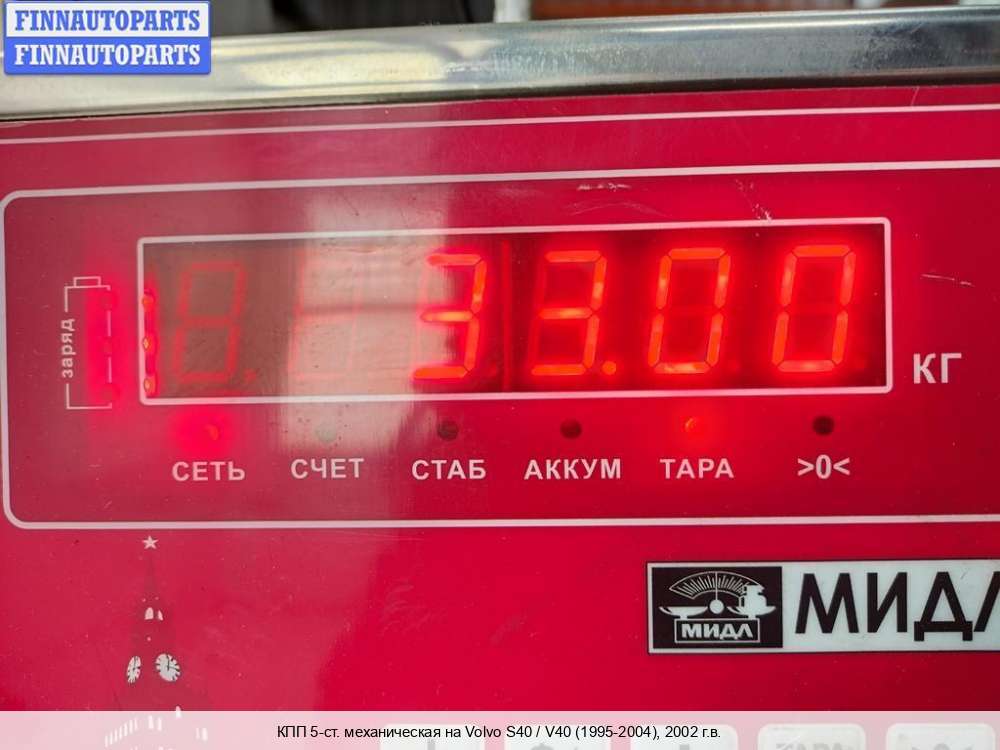 FINNAUTOPARTS
FINNAUTOPARTS
заряд
33.00
КГ
СЕТЬ
СЧЕТ
СТАБ
АККУМ
ТАРА
>0<
МИДЛ
МИДЛ
КПП 5-ст. механическая на Volvo S40 / V40 (1995-2004), 2002 г.в.